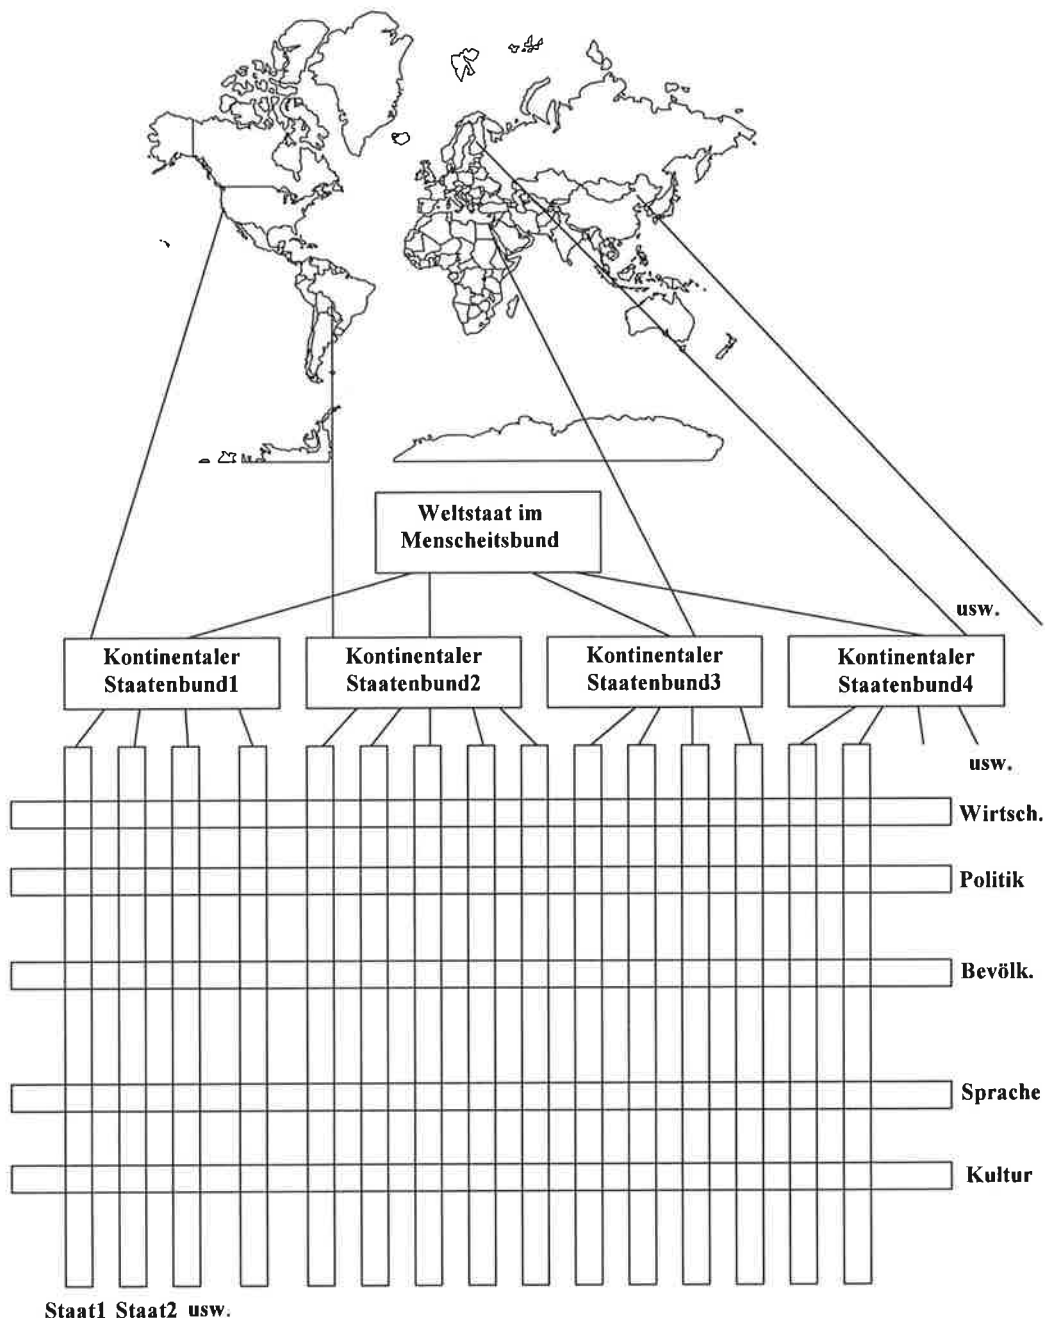 Weltstaat im
Menscheitsbund
usw.
Kontinentaler
Staatenbund1
Kontinentaler
Staatenbund2
Kontinentaler
Staatenbund3
Kontinentaler
Staatenbund4
usw.
Wirtsch.
Politik
Bevölk.
Sprache
Kultur
Staat1 Staat2 usw.